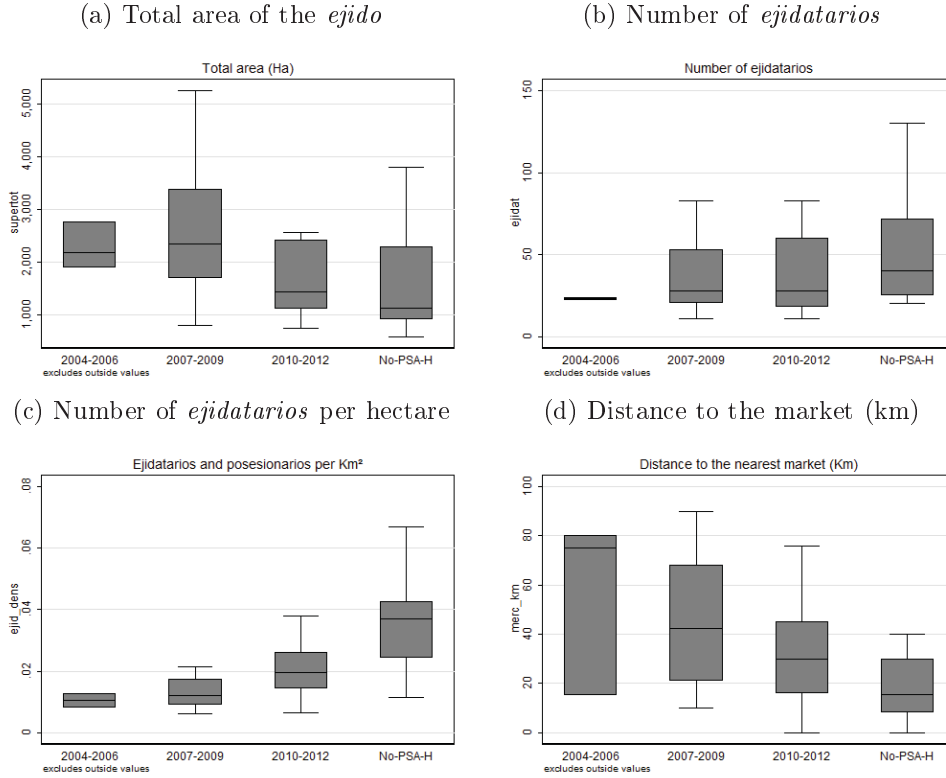 (a) Total area of the ejido
(b) Number of ejidatarios
Total area (Ha)
supertot
5,000
4,000
3,000
2,000
1,000
2004-2006
2007-2009
2010-2012
No-PSA-H
excludes outside values
Number of ejidatarios
ejidat
150
100
50
0
2004-2006
2007-2009
2010-2012
No-PSA-H
excludes outside values
(c) Number of ejidatarios per hectare
(d) Distance to the market (km)
Ejidatarios and posesionarios per Km²
ejid_dens
.08
.06
.04
.02
0
2004-2006
2007-2009
2010-2012
No-PSA-H
excludes outside values
Distance to the nearest market (Km)
merc_km
100
80
60
40
20
0
2004-2006
2007-2009
2010-2012
No-PSA-H
excludes outside values